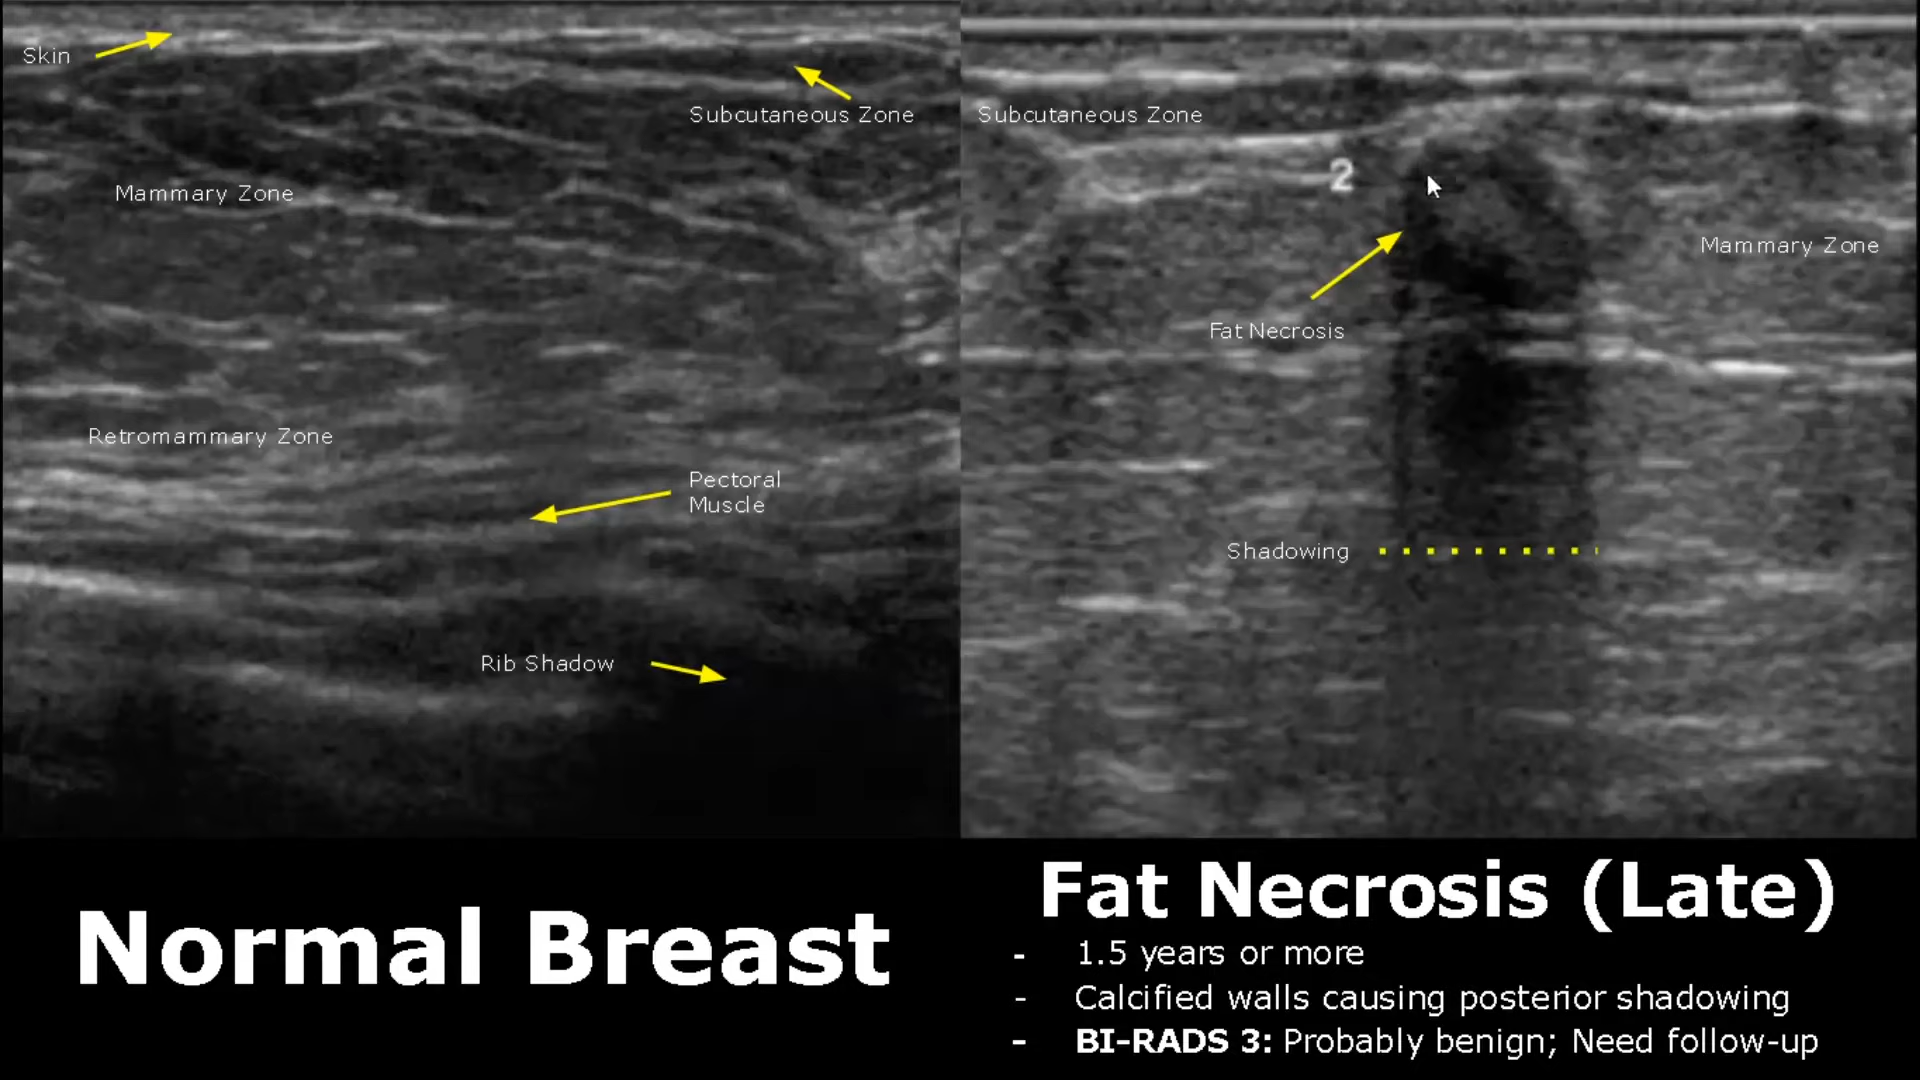 Skin
Subcutaneous Zone
Mammary Zone
Retromammary Zone
Pectoral
Muscle
Rib Shadow
Normal Breast
Subcutaneous Zone
2
Mammary Zone
Fat Necrosis
Shadowing
Fat Necrosis (Late)
- 1.5 years or more
- Calcified walls causing posterior shadowing
- BI-RADS 3: Probably benign; Need follow-up